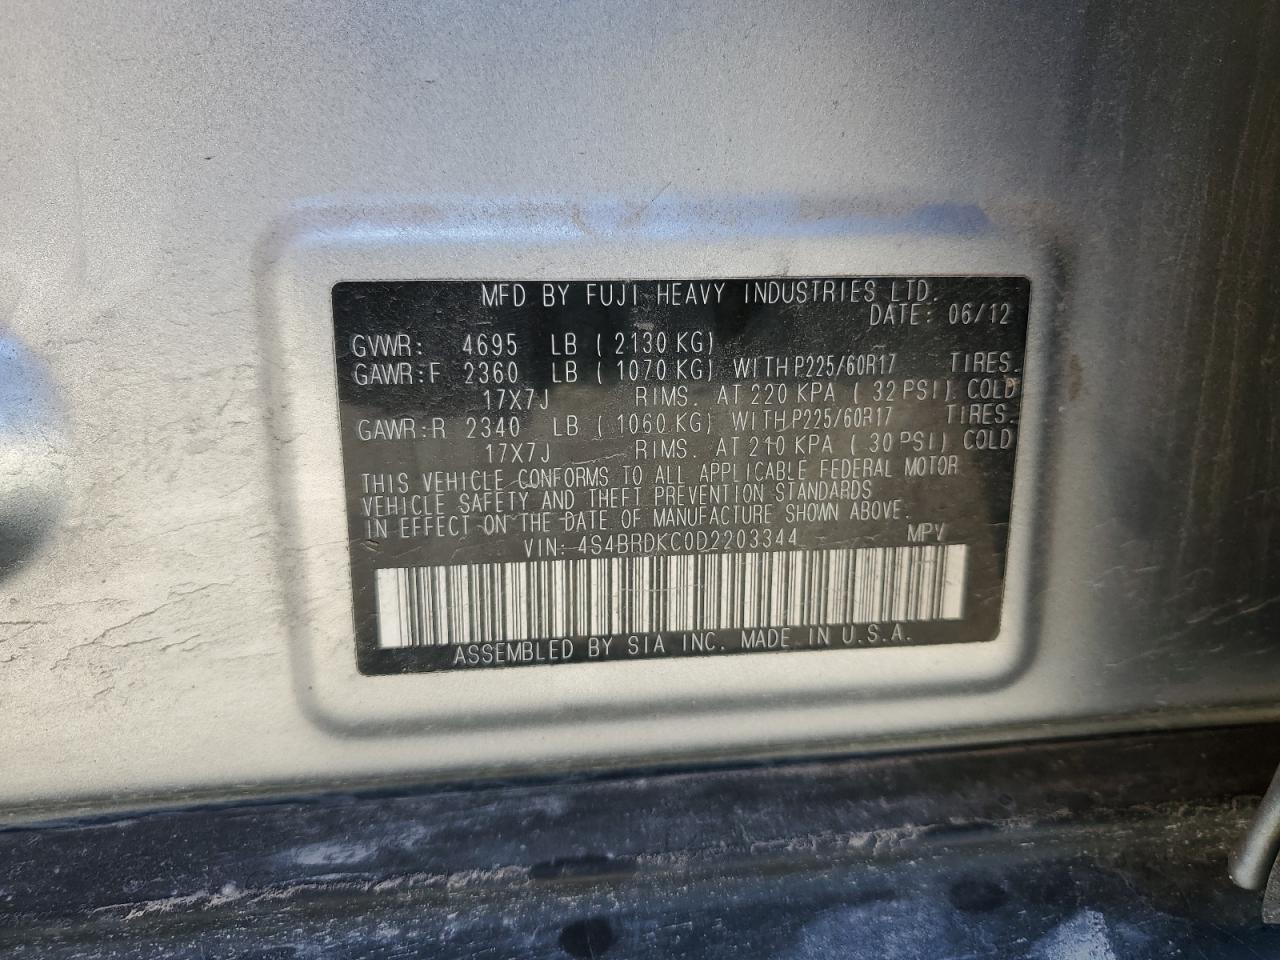 MFD BY FUJI HEAVY INDUSTRIES LTD.
DATE: 06/12
GVWR: 4695 LB ( 2130 KG)
GAWR:F 2360 LB ( 1070 KG) WITH P225/60R17 TIRES.
17X7J RIMS. AT 220 KPA ( 32 PSI) COLD
GAWR:R 2340 LB ( 1060 KG) WITH P225/60R17 TIRES.
17X7J RIMS. AT 210 KPA ( 30 PSI) COLD
THIS VEHICLE CONFORMS TO ALL APPLICABLE FEDERAL MOTOR
VEHICLE SAFETY AND THEFT PREVENTION STANDARDS
IN EFFECT ON THE DATE OF MANUFACTURE SHOWN ABOVE.
VIN: 4S4BRDKC0D2203344 MPV
ASSEMBLED BY SIA INC. MADE IN U.S.A.